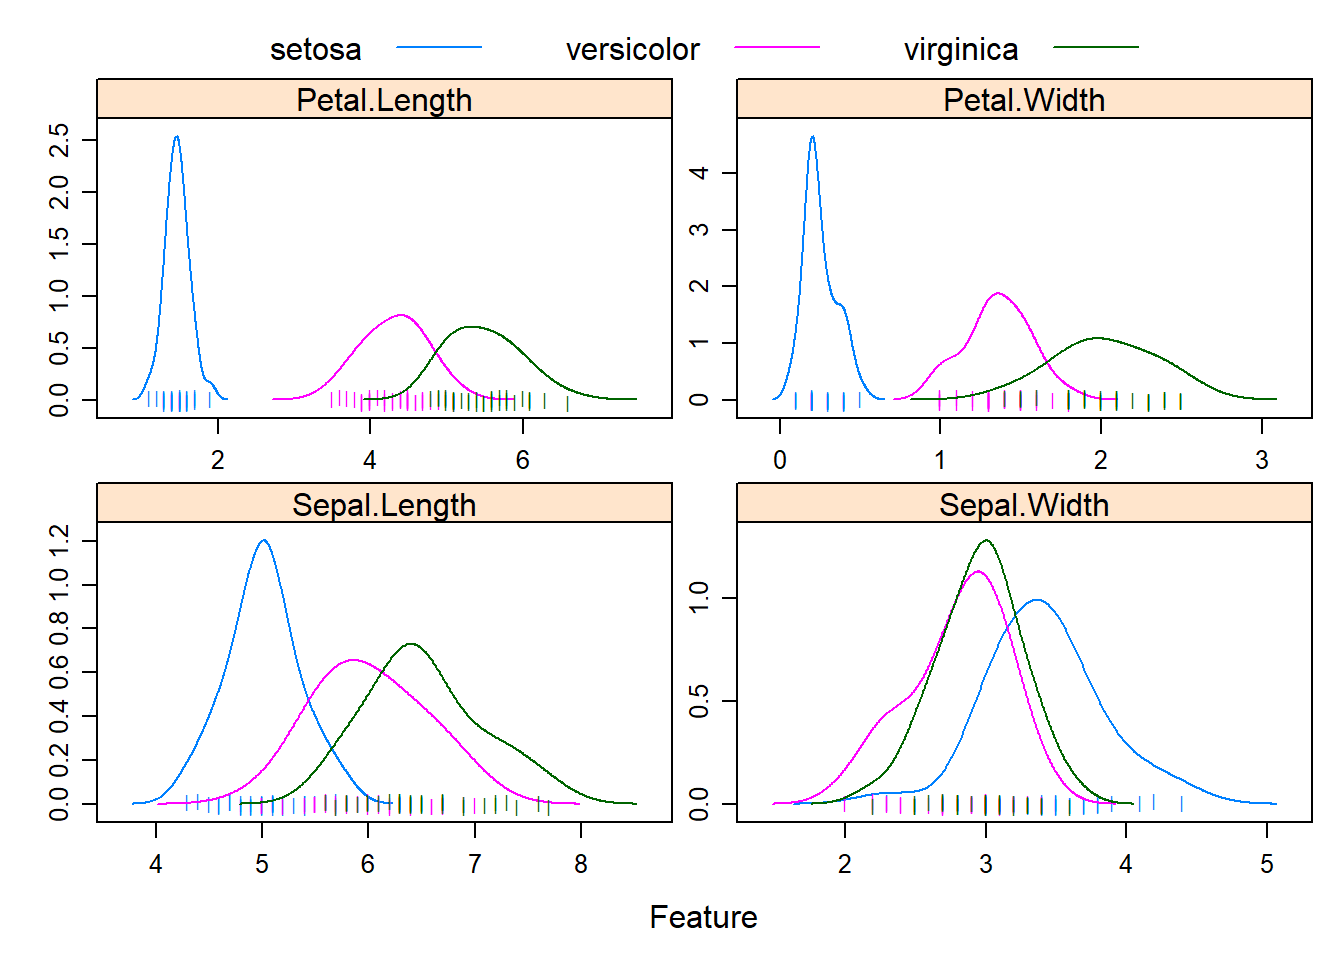 setosa versicolor virginica
Petal.Length Petal.Width
0.0 0.5 1.0 1.5 2.0 2.5
0 1 2 3 4
2 4 6
0 1 2 3
Sepal.Length Sepal.Width
0.0 0.2 0.4 0.6 0.8 1.0 1.2
0.0 0.5 1.0
4 5 6 7 8
2 3 4 5
Feature